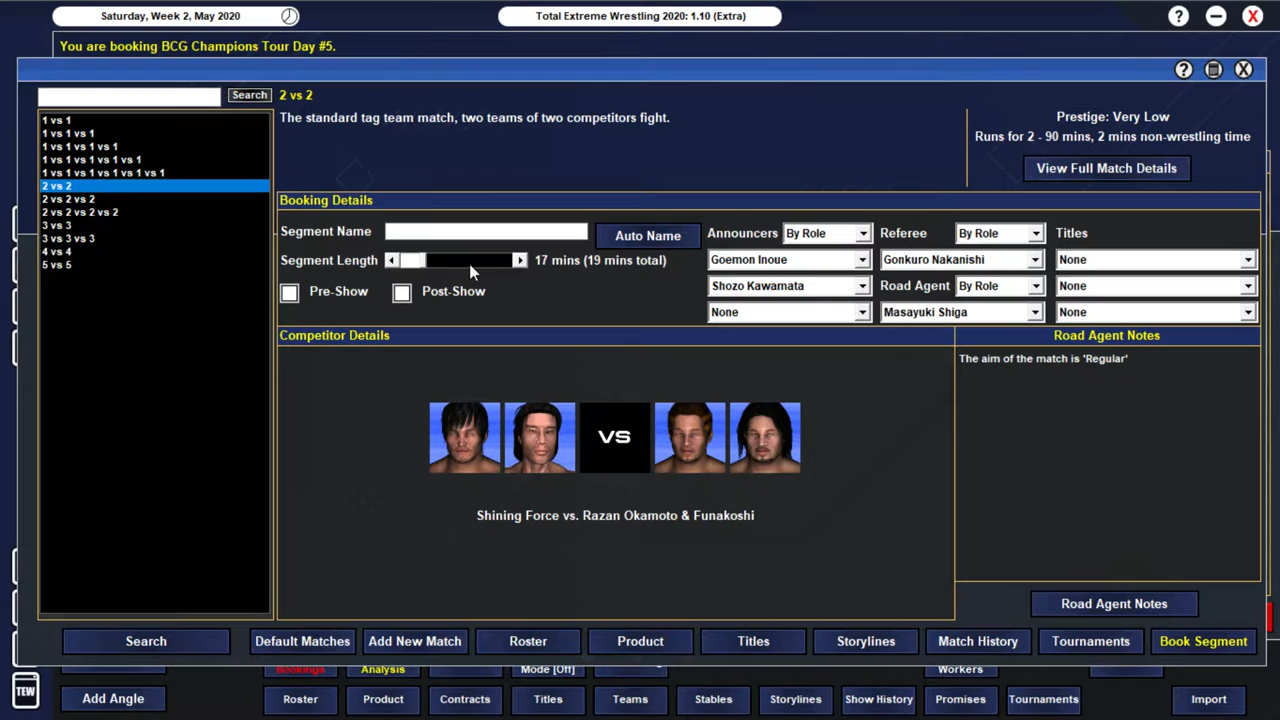 Saturday, Week 2, May 2020
Total Extreme Wrestling 2020: 1.10 (Extra)
? X
You are booking BCG Champions Tour Day #5.
? X
Search
2 vs 2
The standard tag team match, two teams of two competitors fight.
Prestige: Very Low
Runs for 2 - 90 mins, 2 mins non-wrestling time
View Full Match Details
1 vs 1
1 vs 1 vs 1
1 vs 1 vs 1 vs 1
1 vs 1 vs 1 vs 1 vs 1
1 vs 1 vs 1 vs 1 vs 1 vs 1
2 vs 2
2 vs 2 vs 2
2 vs 2 vs 2 vs 2
3 vs 3
3 vs 3 vs 3
4 vs 4
5 vs 5
Booking Details
Segment Name
Auto Name
Announcers By Role
Referee By Role
Titles
Segment Length
17 mins (19 mins total)
Goemon Inoue
Gonkuro Nakanishi
None
Pre-Show
Post-Show
Shozo Kawamata
Road Agent By Role
None
None
Masayuki Shiga
None
Competitor Details
Road Agent Notes
The aim of the match is 'Regular'
VS
Shining Force vs. Razan Okamoto & Funakoshi
Road Agent Notes
Search Default Matches Add New Match Roster Product Titles Storylines Match History Tournaments Book Segment
Bookings Analysis Mode [Off] Workers
TEW
Add Angle Roster Product Contracts Titles Teams Stables Storylines Show History Promises Tournaments Import